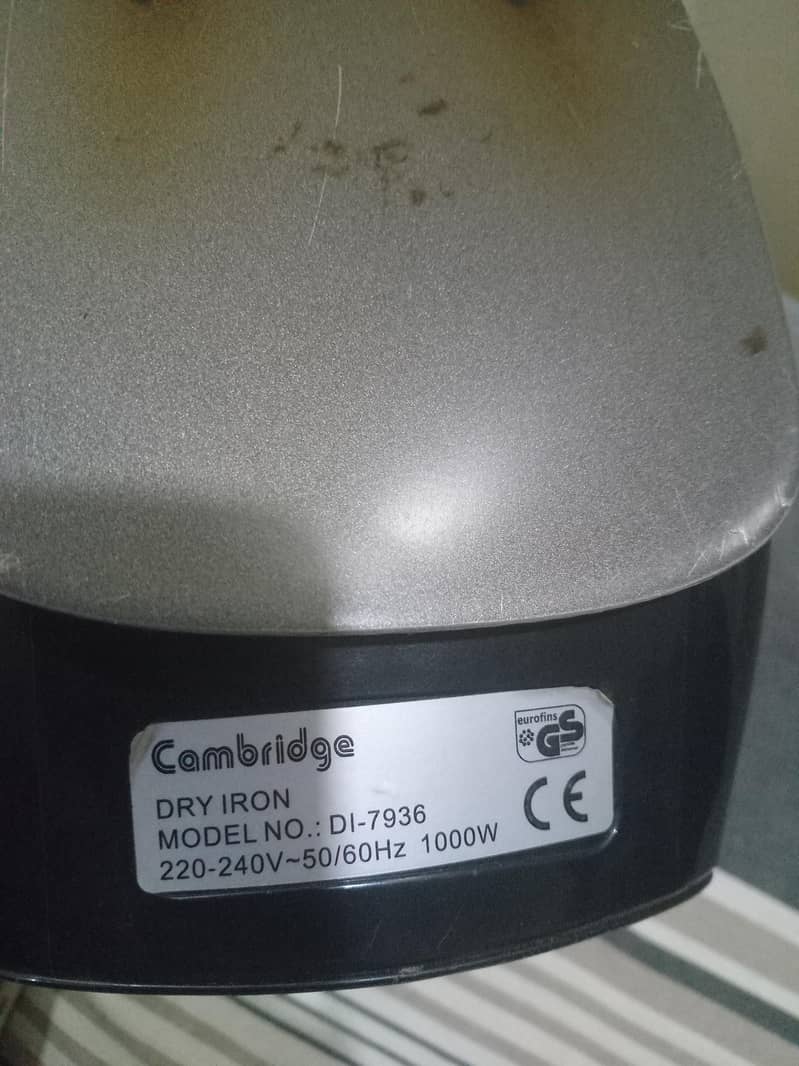 Cambridge
DRY IRON
MODEL NO.: DI-7936
220-240V~50/60Hz 1000W
eurofins
GS
CE